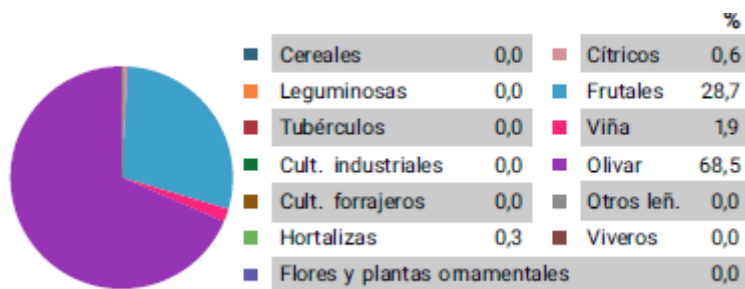 %
Cereales 0,0 Cítricos 0,6
Leguminosas 0,0 Frutales 28,7
Tubérculos 0,0 Viña 1,9
Cult. industriales 0,0 Olivar 68,5
Cult. forrajeros 0,0 Otros leñ. 0,0
Hortalizas 0,3 Viveros 0,0
Flores y plantas ornamentales 0,0